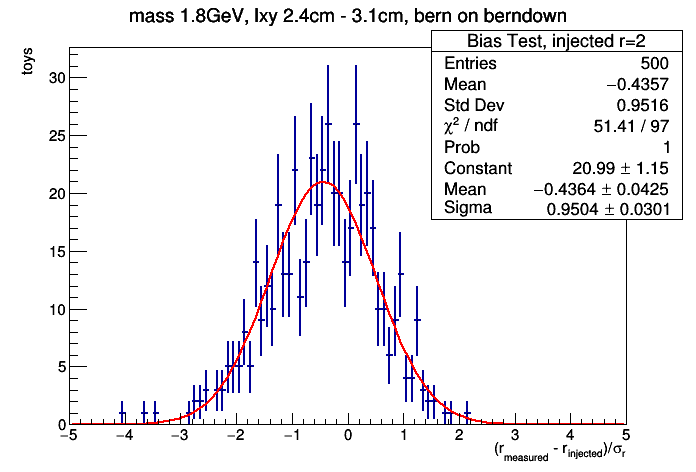 mass 1.8GeV, lxy 2.4cm - 3.1cm, bern on berndown
Bias Test, injected r=2
Entries 500
Mean −0.4357
Std Dev 0.9516
χ² / ndf 51.41 / 97
Prob 1
Constant 20.99 ± 1.15
Mean −0.4364 ± 0.0425
Sigma 0.9504 ± 0.0301
toys
30
25
20
15
10
5
0
−5 −4 −3 −2 −1 0 1 2 3 4 5
(r_measured - r_injected)/σ_r